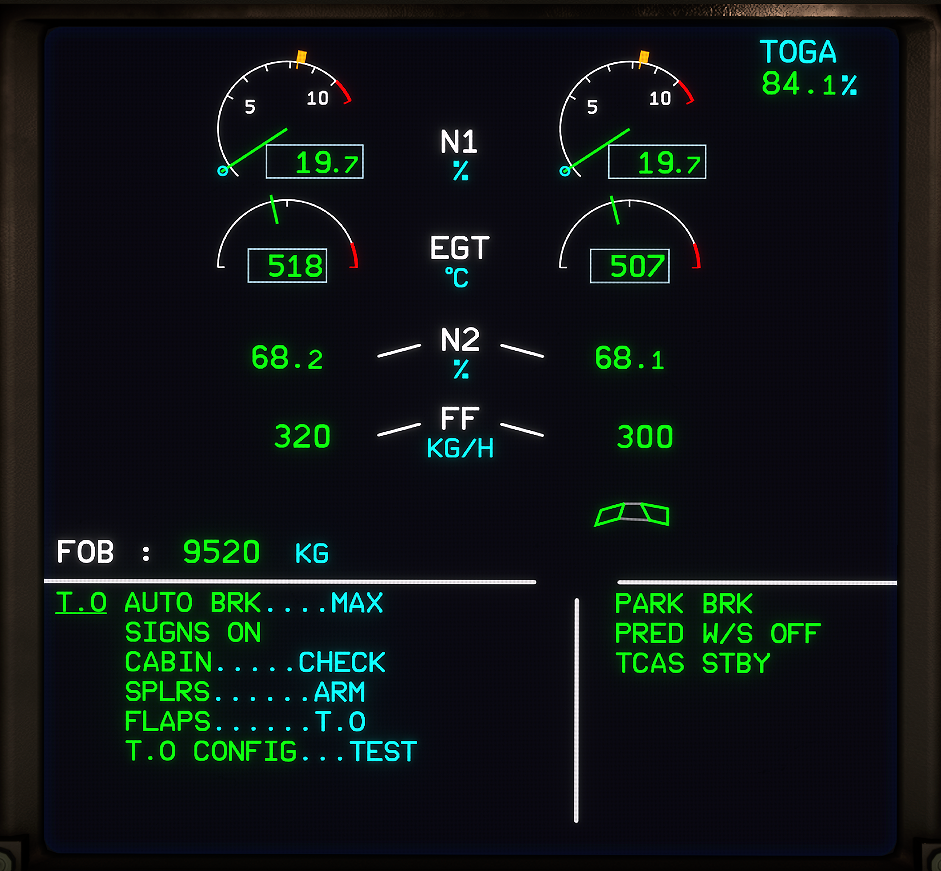 TOGA
84.1%
5 10 5 10
19.7 N1 19.7
%
518 EGT 507
°C
68.2 N2 68.1
%
320 FF 300
KG/H
FOB : 9520 KG
T.O AUTO BRK....MAX PARK BRK
SIGNS ON PRED W/S OFF
CABIN.....CHECK TCAS STBY
SPLRS......ARM
FLAPS......T.O
T.O CONFIG...TEST